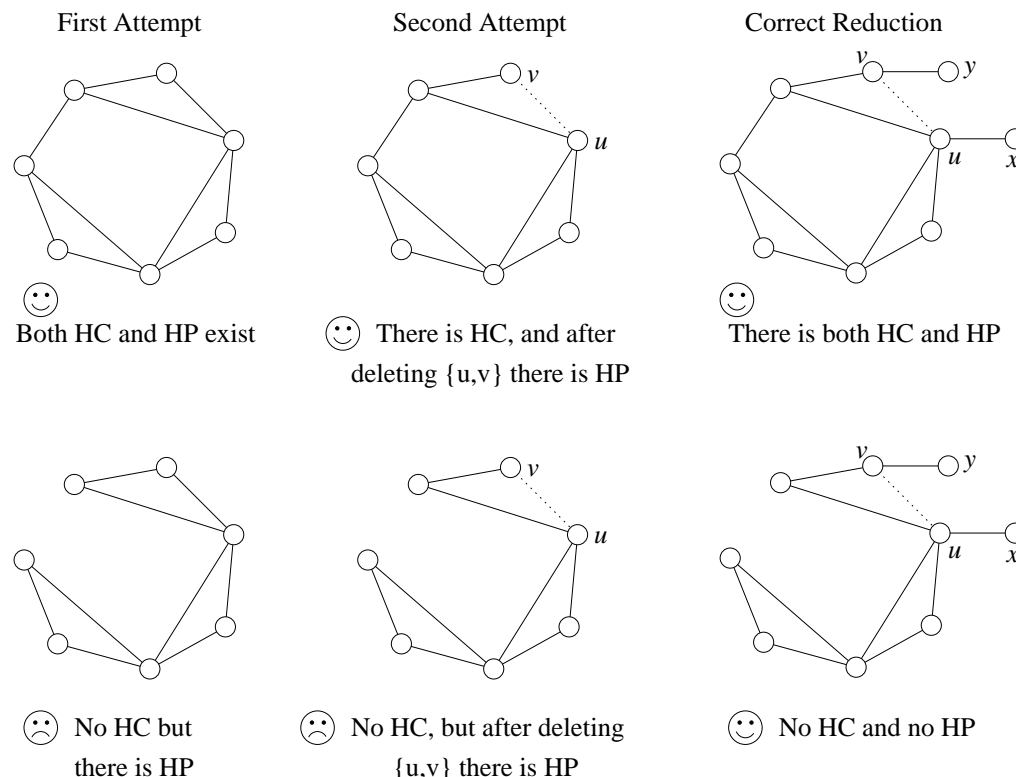 First Attempt
Second Attempt
Correct Reduction
v
u
v
y
u
x
Both HC and HP exist
There is HC, and after
deleting {u,v} there is HP
There is both HC and HP
v
u
v
y
u
x
No HC but
there is HP
No HC, but after deleting
{u,v} there is HP
No HC and no HP